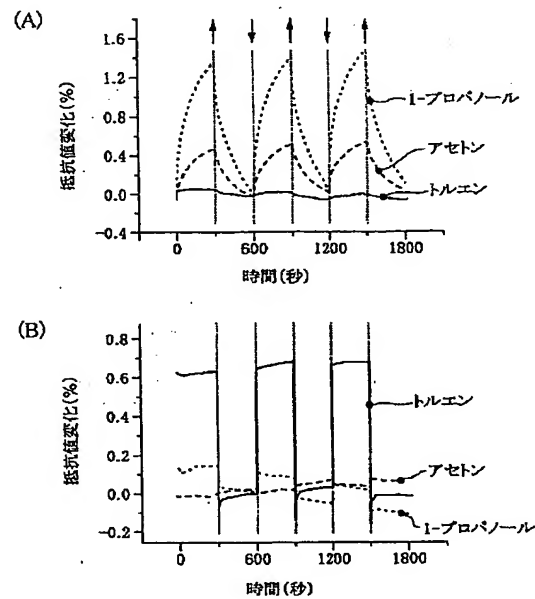 (A)
1.6
1.2
0.8
0.4
0.0
-0.4
抵抗値変化(%)
1-プロパノール
アセトン
トルエン
0
600
1200
1800
時間(秒)
(B)
0.8
0.6
0.4
0.2
0.0
-0.2
抵抗値変化(%)
トルエン
アセトン
1-プロパノール
0
600
1200
1800
時間(秒)